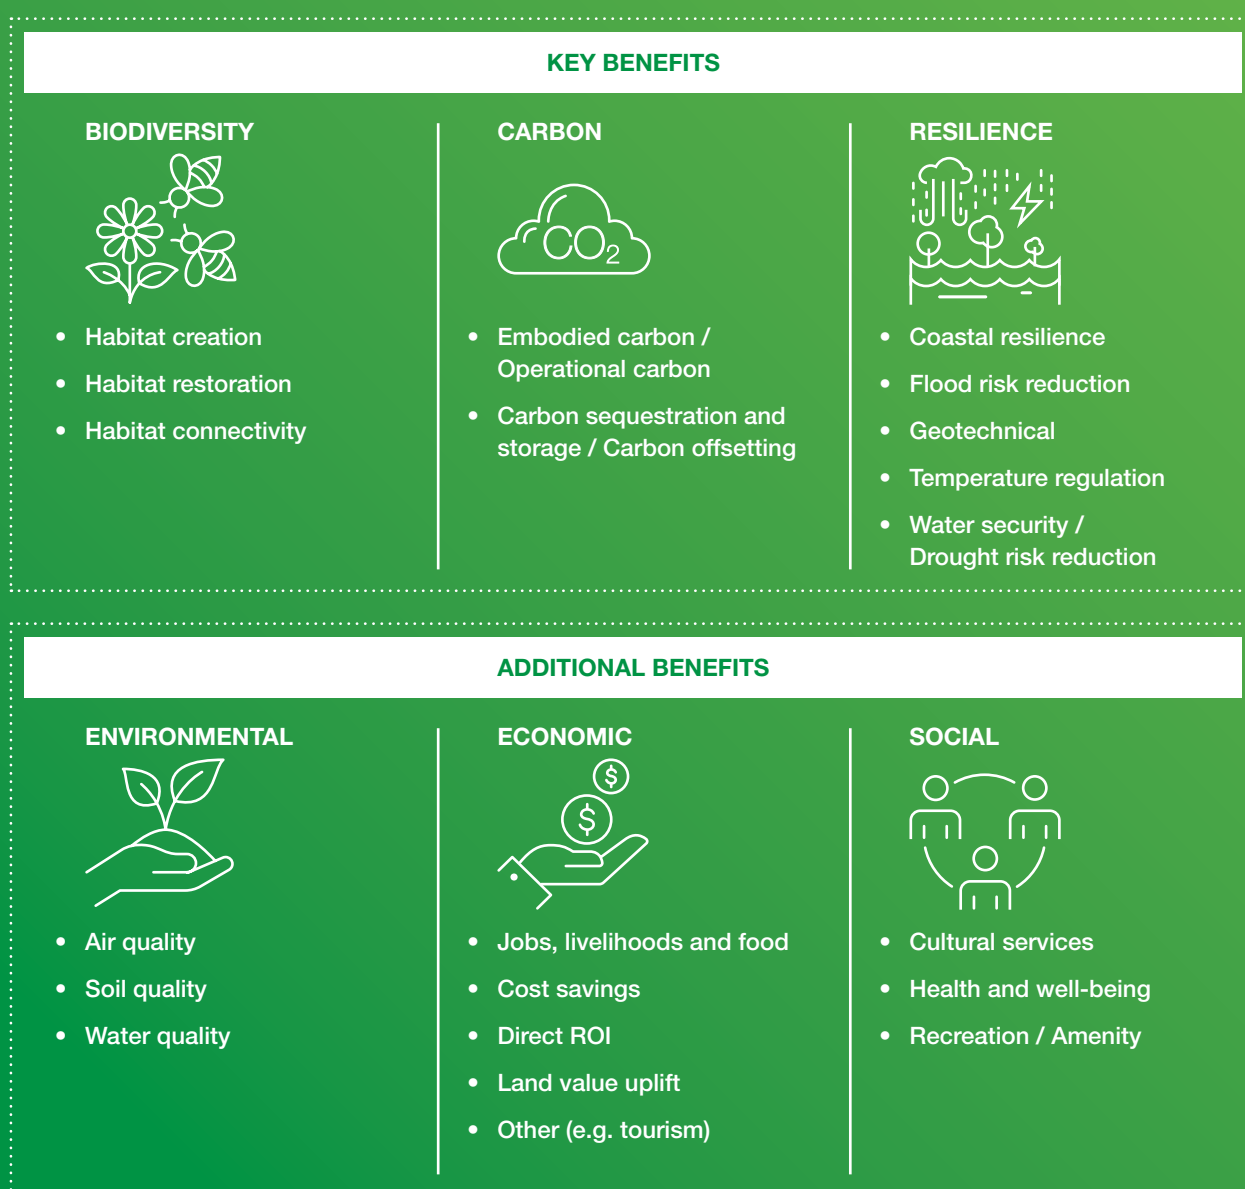 KEY BENEFITS
BIODIVERSITY
• Habitat creation
• Habitat restoration
• Habitat connectivity
CARBON
CO2
• Embodied carbon /
Operational carbon
• Carbon sequestration and
storage / Carbon offsetting
RESILIENCE
• Coastal resilience
• Flood risk reduction
• Geotechnical
• Temperature regulation
• Water security /
Drought risk reduction
ADDITIONAL BENEFITS
ENVIRONMENTAL
• Air quality
• Soil quality
• Water quality
ECONOMIC
$
$
• Jobs, livelihoods and food
• Cost savings
• Direct ROI
• Land value uplift
• Other (e.g. tourism)
SOCIAL
• Cultural services
• Health and well-being
• Recreation / Amenity